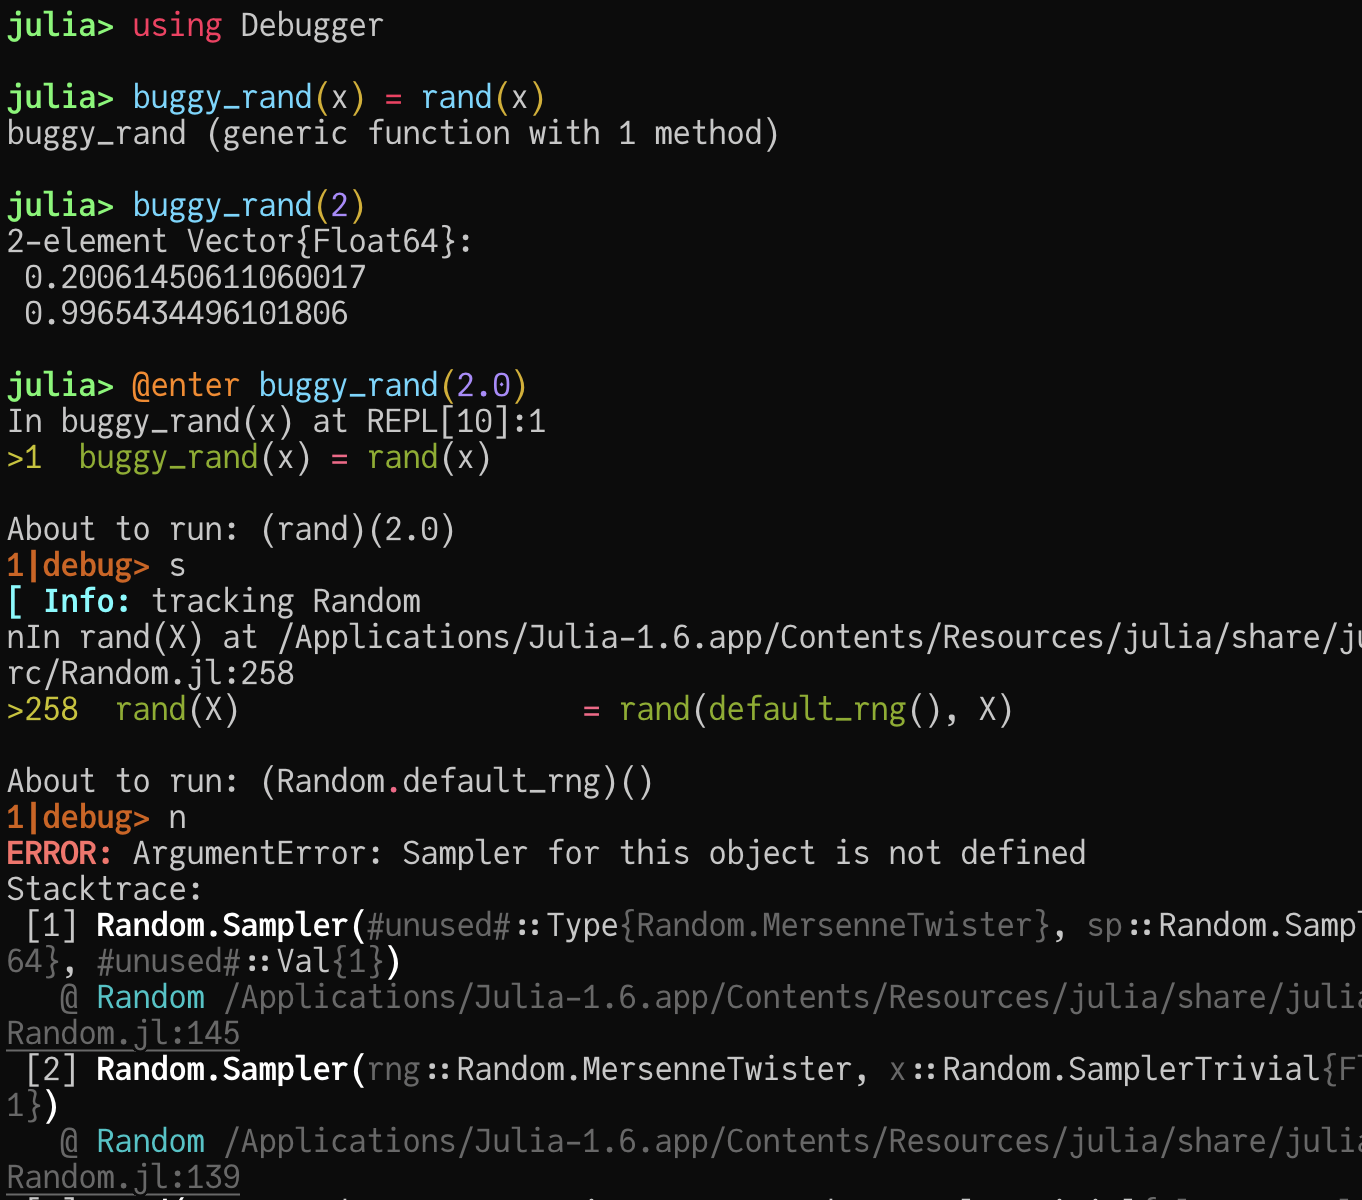 julia> using Debugger
julia> buggy_rand(x) = rand(x)
buggy_rand (generic function with 1 method)
julia> buggy_rand(2)
2-element Vector{Float64}:
 0.20061450611060017
 0.9965434496101806
julia> @enter buggy_rand(2.0)
In buggy_rand(x) at REPL[10]:1
>1  buggy_rand(x) = rand(x)
About to run: (rand)(2.0)
1|debug> s
[ Info: tracking Random
nIn rand(X) at /Applications/Julia-1.6.app/Contents/Resources/julia/share/ju
rc/Random.jl:258
>258  rand(X)                   = rand(default_rng(), X)
About to run: (Random.default_rng)()
1|debug> n
ERROR: ArgumentError: Sampler for this object is not defined
Stacktrace:
 [1] Random.Sampler(#unused#::Type{Random.MersenneTwister}, sp::Random.Samp
64}, #unused#::Val{1})
   @ Random /Applications/Julia-1.6.app/Contents/Resources/julia/share/julia
Random.jl:145
 [2] Random.Sampler(rng::Random.MersenneTwister, x::Random.SamplerTrivial{F
1})
   @ Random /Applications/Julia-1.6.app/Contents/Resources/julia/share/julia
Random.jl:139